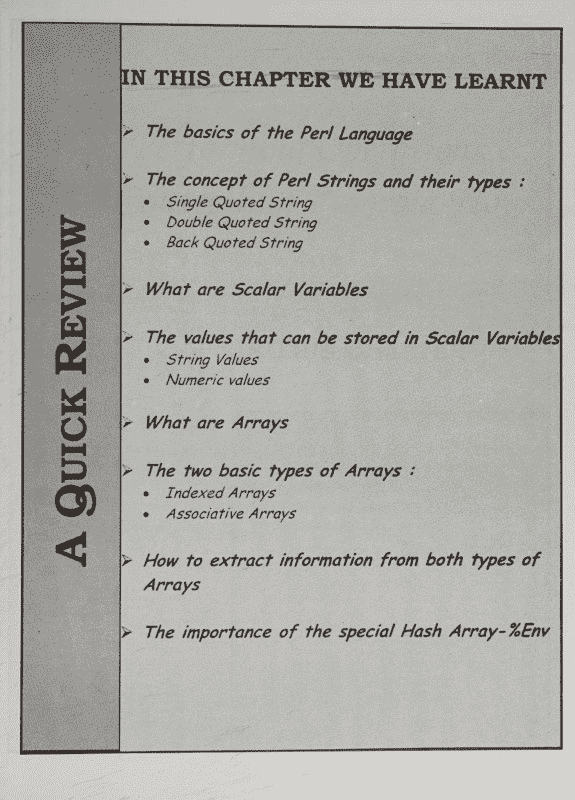 A QUICK REVIEW
IN THIS CHAPTER WE HAVE LEARNT
➢ The basics of the Perl Language
➢ The concept of Perl Strings and their types :
• Single Quoted String
• Double Quoted String
• Back Quoted String
➢ What are Scalar Variables
➢ The values that can be stored in Scalar Variables
• String Values
• Numeric values
➢ What are Arrays
➢ The two basic types of Arrays :
• Indexed Arrays
• Associative Arrays
➢ How to extract information from both types of
Arrays
➢ The importance of the special Hash Array-%Env